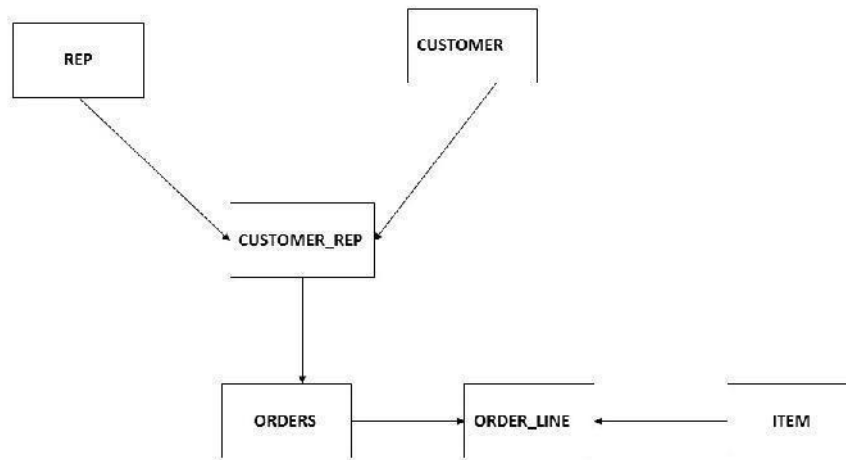 REP
CUSTOMER
CUSTOMER_REP
ORDERS
ORDER_LINE
ITEM